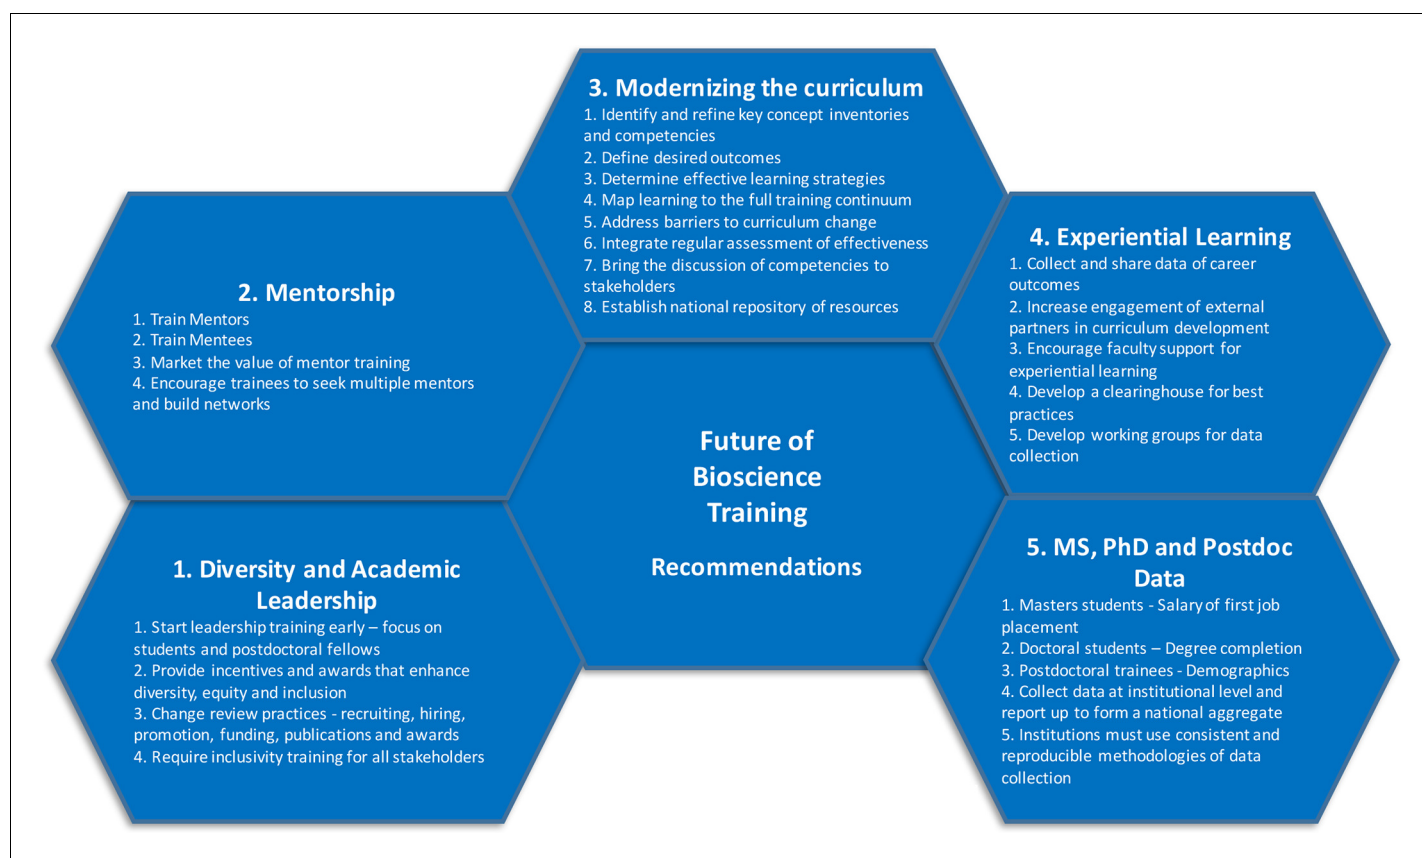 3. Modernizing the curriculum
1. Identify and refine key concept inventories
and competencies
2. Define desired outcomes
3. Determine effective learning strategies
4. Map learning to the full training continuum
5. Address barriers to curriculum change
6. Integrate regular assessment of effectiveness
7. Bring the discussion of competencies to
stakeholders
8. Establish national repository of resources
2. Mentorship
1. Train Mentors
2. Train Mentees
3. Market the value of mentor training
4. Encourage trainees to seek multiple mentors
and build networks
4. Experiential Learning
1. Collect and share data of career
outcomes
2. Increase engagement of external
partners in curriculum development
3. Encourage faculty support for
experiential learning
4. Develop a clearinghouse for best
practices
5. Develop working groups for data
collection
Future of
Bioscience
Training
Recommendations
1. Diversity and Academic
Leadership
1. Start leadership training early – focus on
students and postdoctoral fellows
2. Provide incentives and awards that enhance
diversity, equity and inclusion
3. Change review practices - recruiting, hiring,
promotion, funding, publications and awards
4. Require inclusivity training for all stakeholders
5. MS, PhD and Postdoc
Data
1. Masters students - Salary of first job
placement
2. Doctoral students – Degree completion
3. Postdoctoral trainees - Demographics
4. Collect data at institutional level and
report up to form a national aggregate
5. Institutions must use consistent and
reproducible methodologies of data
collection